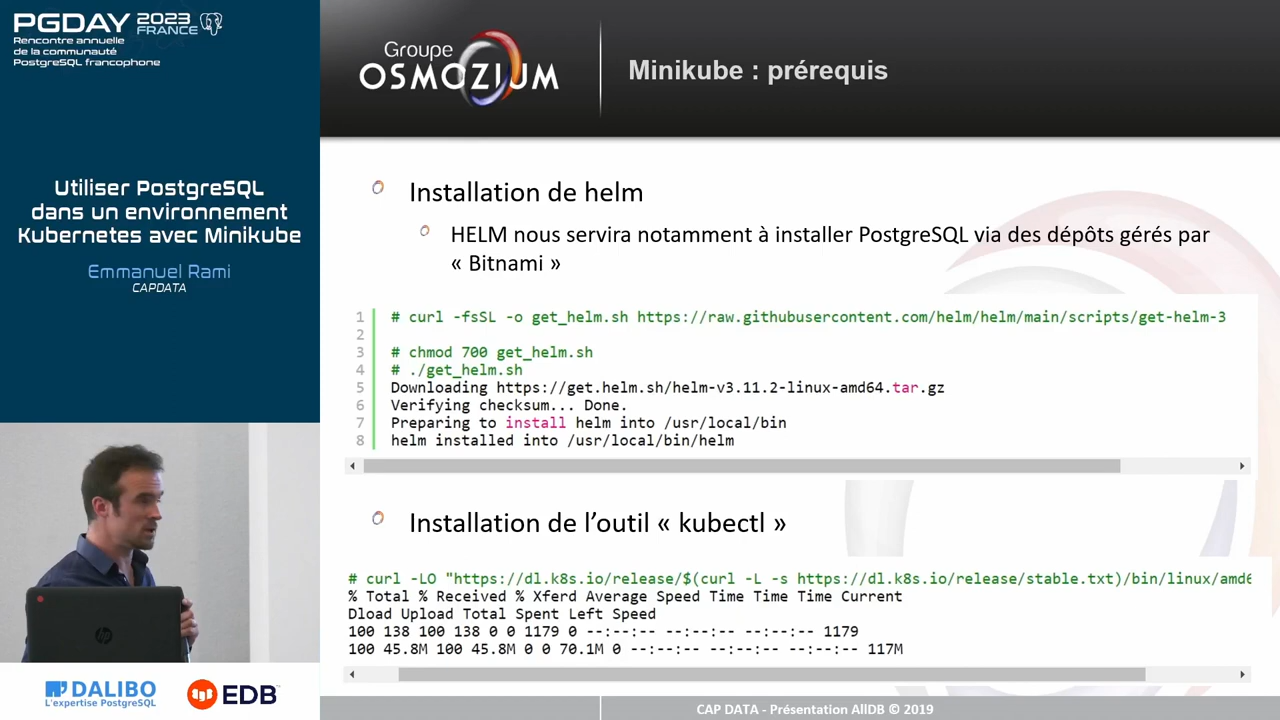 PGDAY 2023 FRANCE
Rencontre annuelle
de la communauté
PostgreSQL francophone
Utiliser PostgreSQL
dans un environnement
Kubernetes avec Minikube
Emmanuel Rami
CAPDATA
DALIBO
L'expertise PostgreSQL
EDB
Groupe
OSMOZIUM
Minikube : prérequis
Installation de helm
HELM nous servira notamment à installer PostgreSQL via des dépôts gérés par
« Bitnami »
1 # curl -fsSL -o get_helm.sh https://raw.githubusercontent.com/helm/helm/main/scripts/get-helm-3
2
3 # chmod 700 get_helm.sh
4 # ./get_helm.sh
5 Downloading https://get.helm.sh/helm-v3.11.2-linux-amd64.tar.gz
6 Verifying checksum... Done.
7 Preparing to install helm into /usr/local/bin
8 helm installed into /usr/local/bin/helm
Installation de l’outil « kubectl »
# curl -LO "https://dl.k8s.io/release/$(curl -L -s https://dl.k8s.io/release/stable.txt)/bin/linux/amd6
% Total % Received % Xferd Average Speed Time Time Time Current
Dload Upload Total Spent Left Speed
100 138 100 138 0 0 1179 0 --:--:-- --:--:-- --:--:-- 1179
100 45.8M 100 45.8M 0 0 70.1M 0 --:--:-- --:--:-- --:--:-- 117M
CAP DATA - Présentation AllDB © 2019
hp